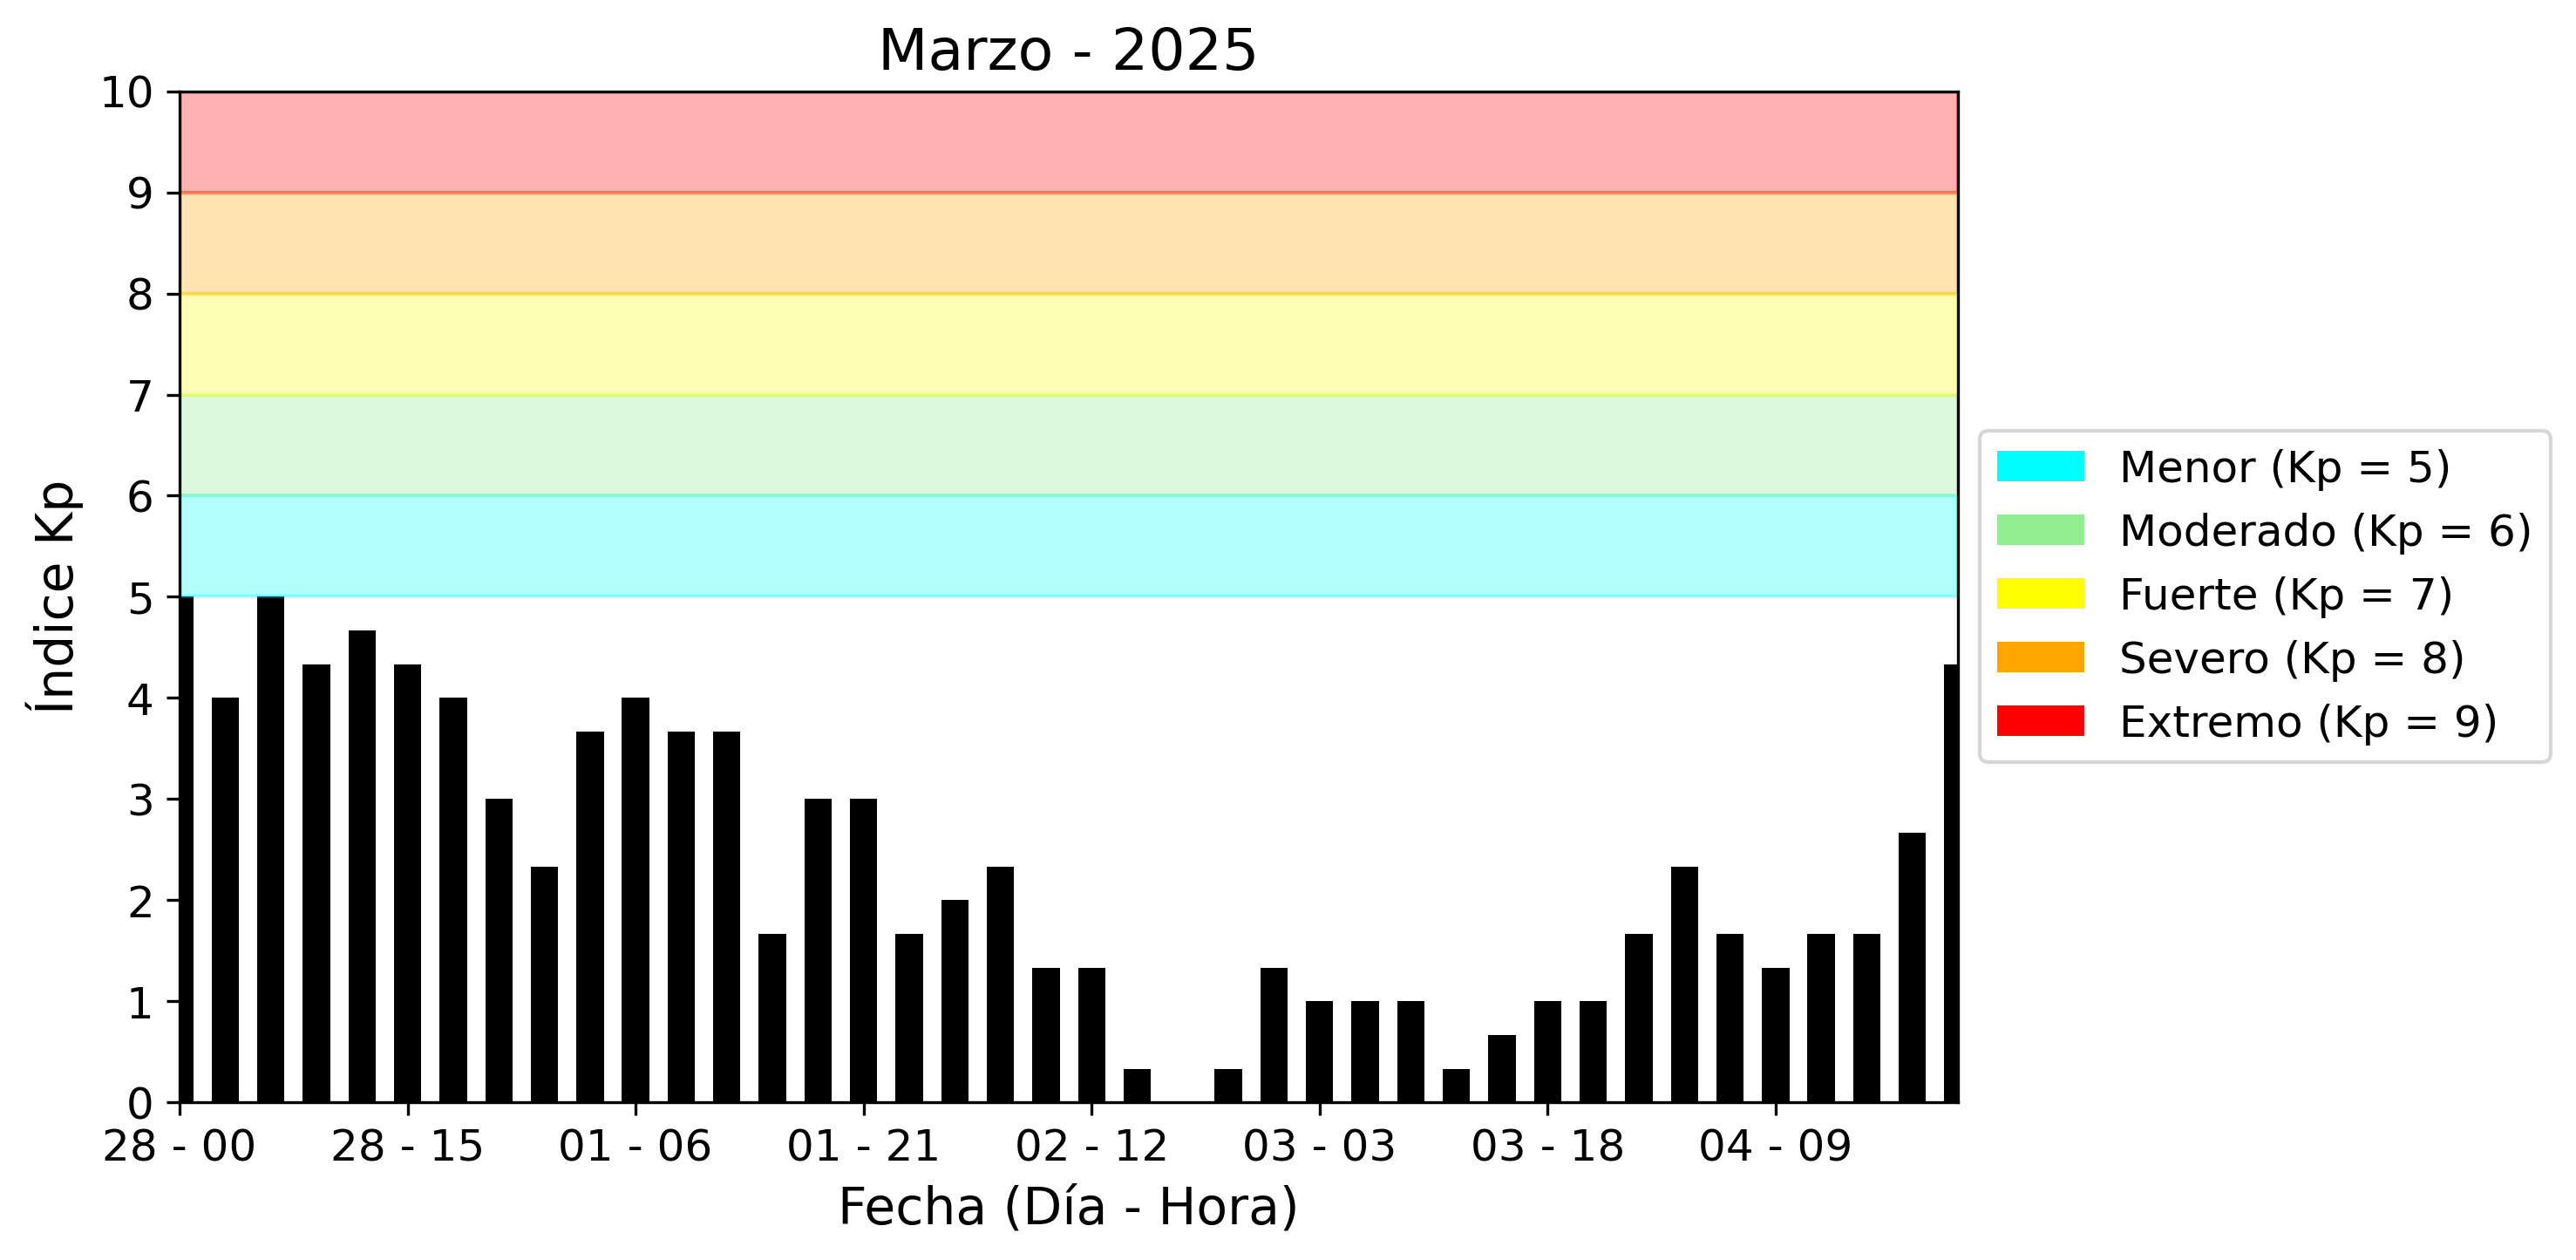 Marzo - 2025
10
9
8
7
6
5
4
3
2
1
0
Índice Kp
28 - 00
28 - 15
01 - 06
01 - 21
02 - 12
03 - 03
03 - 18
04 - 09
Fecha (Día - Hora)
Menor (Kp = 5)
Moderado (Kp = 6)
Fuerte (Kp = 7)
Severo (Kp = 8)
Extremo (Kp = 9)